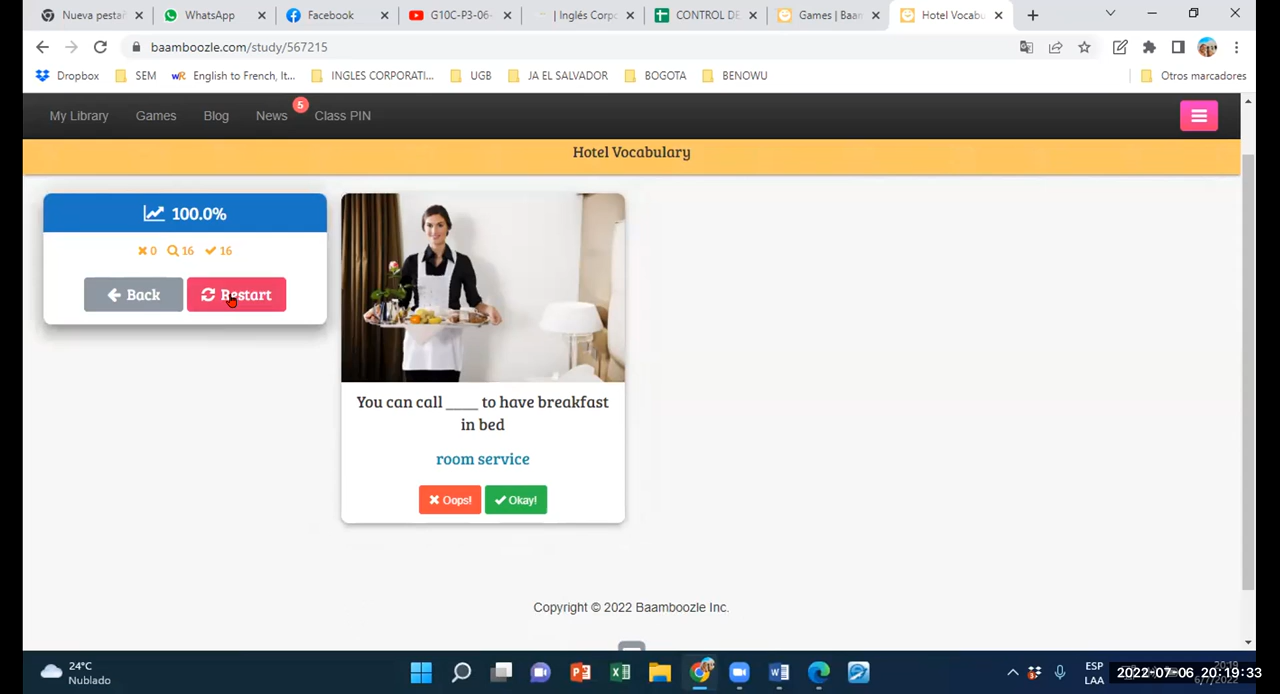 Nueva pestañ
WhatsApp
Facebook
G10C-P3-06-
| Inglés Corpo
CONTROL DE
Games | Baam
Hotel Vocabu
baamboozle.com/study/567215
Dropbox
SEM
English to French, It...
INGLES CORPORATI...
UGB
JA EL SALVADOR
BOGOTA
BENOWU
Otros marcadores
My Library
Games
Blog
News
5
Class PIN
Hotel Vocabulary
100.0%
0 16 16
Back
Restart
You can call ____ to have breakfast
in bed
room service
Oops!
Okay!
Copyright © 2022 Baamboozle Inc.
24°C
Nublado
ESP
LAA
2022-07-06 20:19:33